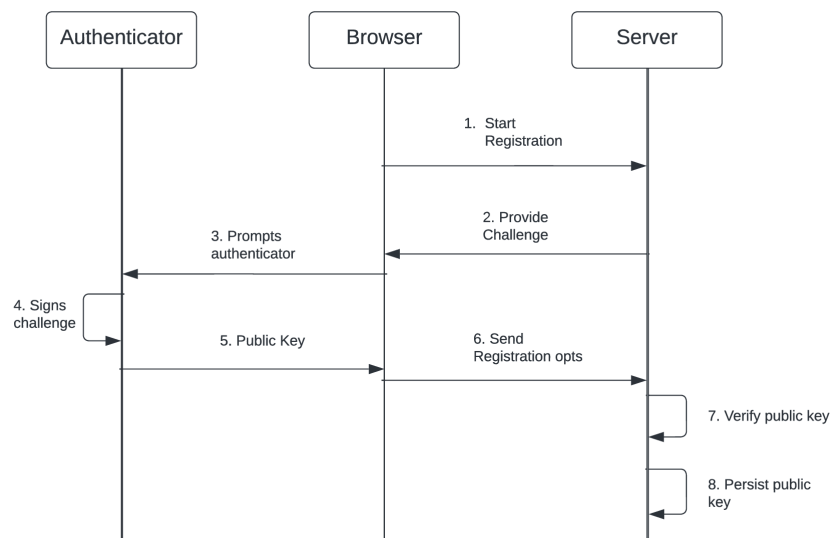 Authenticator
Browser
Server
1. Start
Registration
2. Provide
Challenge
3. Prompts
authenticator
4. Signs
challenge
5. Public Key
6. Send
Registration opts
7. Verify public key
8. Persist public
key